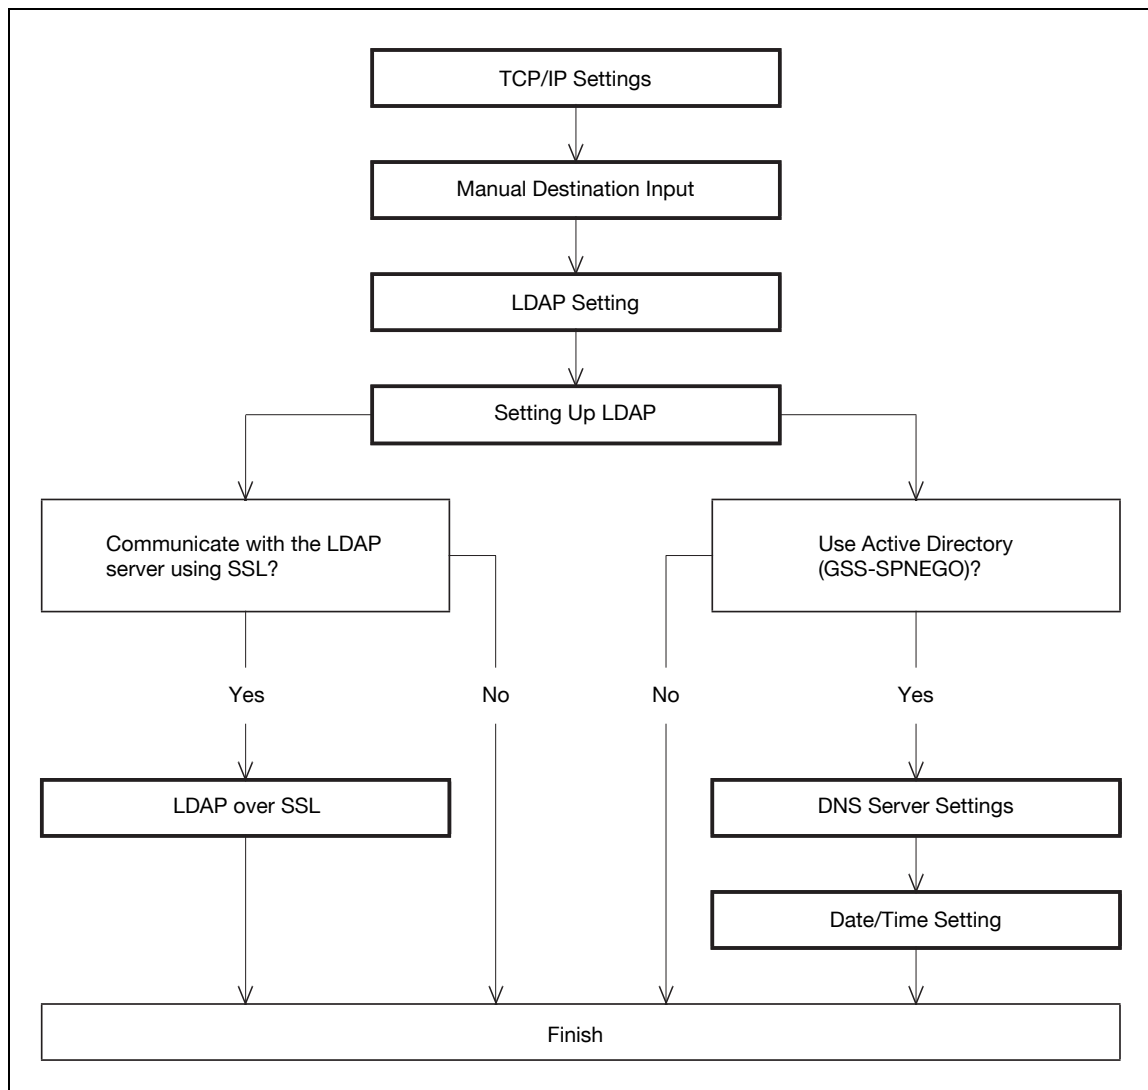 TCP/IP Settings
Manual Destination Input
LDAP Setting
Setting Up LDAP
Communicate with the LDAP
server using SSL?
Use Active Directory
(GSS-SPNEGO)?
Yes
No
No
Yes
LDAP over SSL
DNS Server Settings
Date/Time Setting
Finish